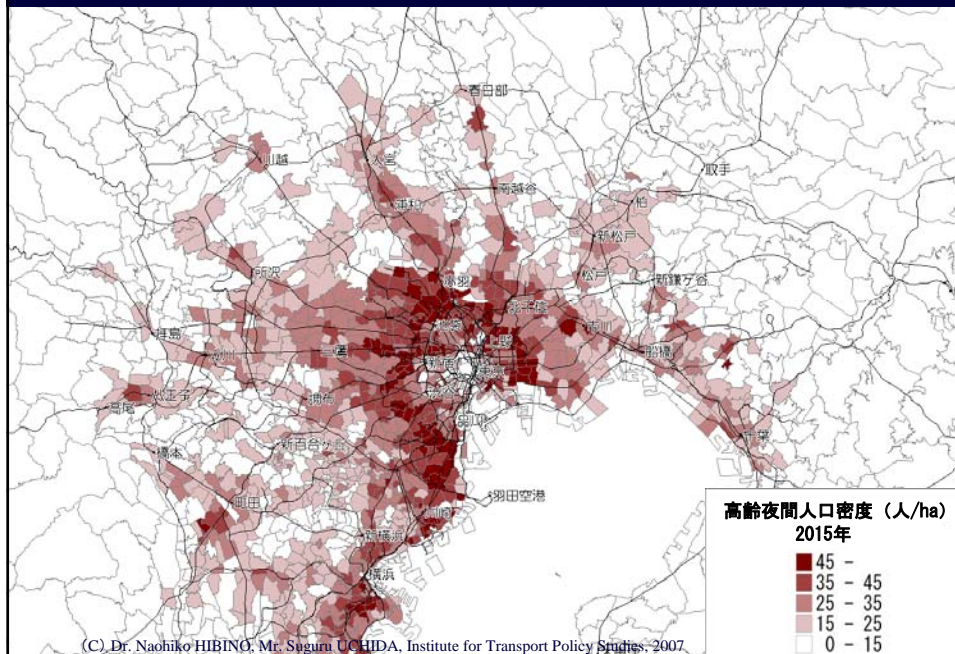 春日部
川越
大宮
取手
南越谷
柏
浦和
新松戸
所沢
松戸
新鎌ヶ谷
赤羽
北千住
拝島
池袋
市川
上野
立川
三鷹
新宿
船橋
東京
渋谷
八王子
高尾
調布
品川
千葉
新百合ヶ丘
橋本
羽田空港
町田
川崎
新横浜
横浜
高齢夜間人口密度（人/ha）
2015年
45 -
35 - 45
25 - 35
15 - 25
0 - 15
(C) Dr. Naohiko HIBINO, Mr. Suguru UCHIDA, Institute for Transport Policy Studies, 2007